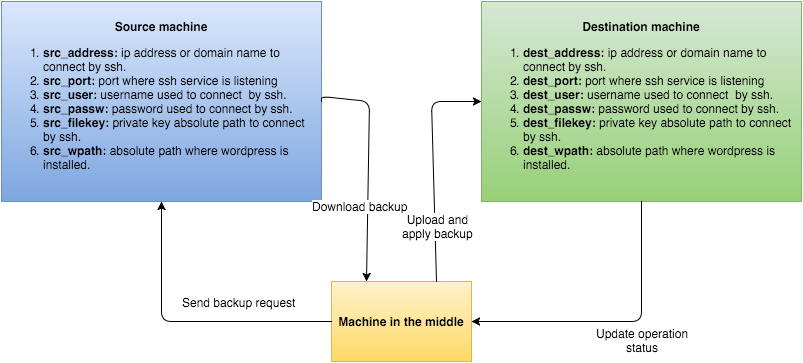 Source machine
1. src_address: ip address or domain name to
connect by ssh.
2. src_port: port where ssh service is listening
3. src_user: username used to connect by ssh.
4. src_passw: password used to connect by ssh.
5. src_filekey: private key absolute path to connect
by ssh.
6. src_wpath: absolute path where wordpress is
installed.
Destination machine
1. dest_address: ip address or domain name to
connect by ssh.
2. dest_port: port where ssh service is listening
3. dest_user: username used to connect by ssh.
4. dest_passw: password used to connect by ssh.
5. dest_filekey: private key absolute path to connect
by ssh.
6. dest_wpath: absolute path where wordpress is
installed.
Download backup
Upload and
apply backup
Send backup request
Machine in the middle
Update operation
status